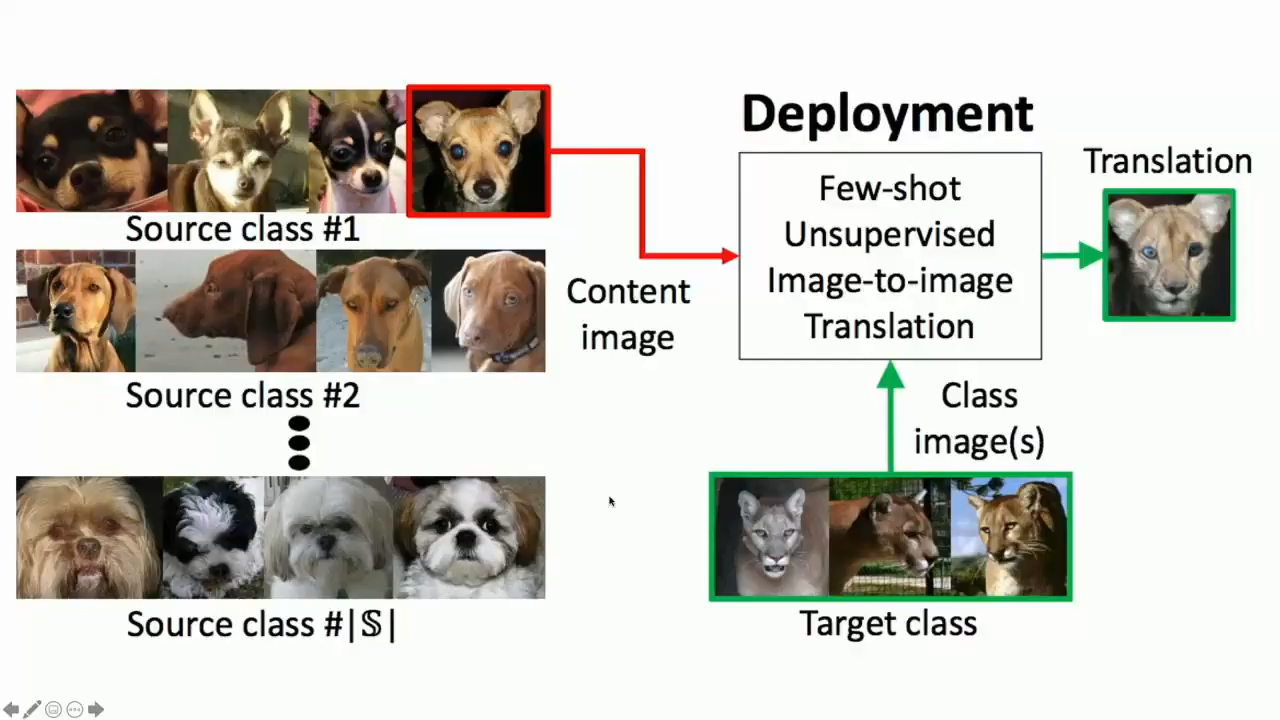 Source class #1
Source class #2
Source class #|𝕊|
Content
image
Deployment
Few-shot
Unsupervised
Image-to-image
Translation
Translation
Class
image(s)
Target class